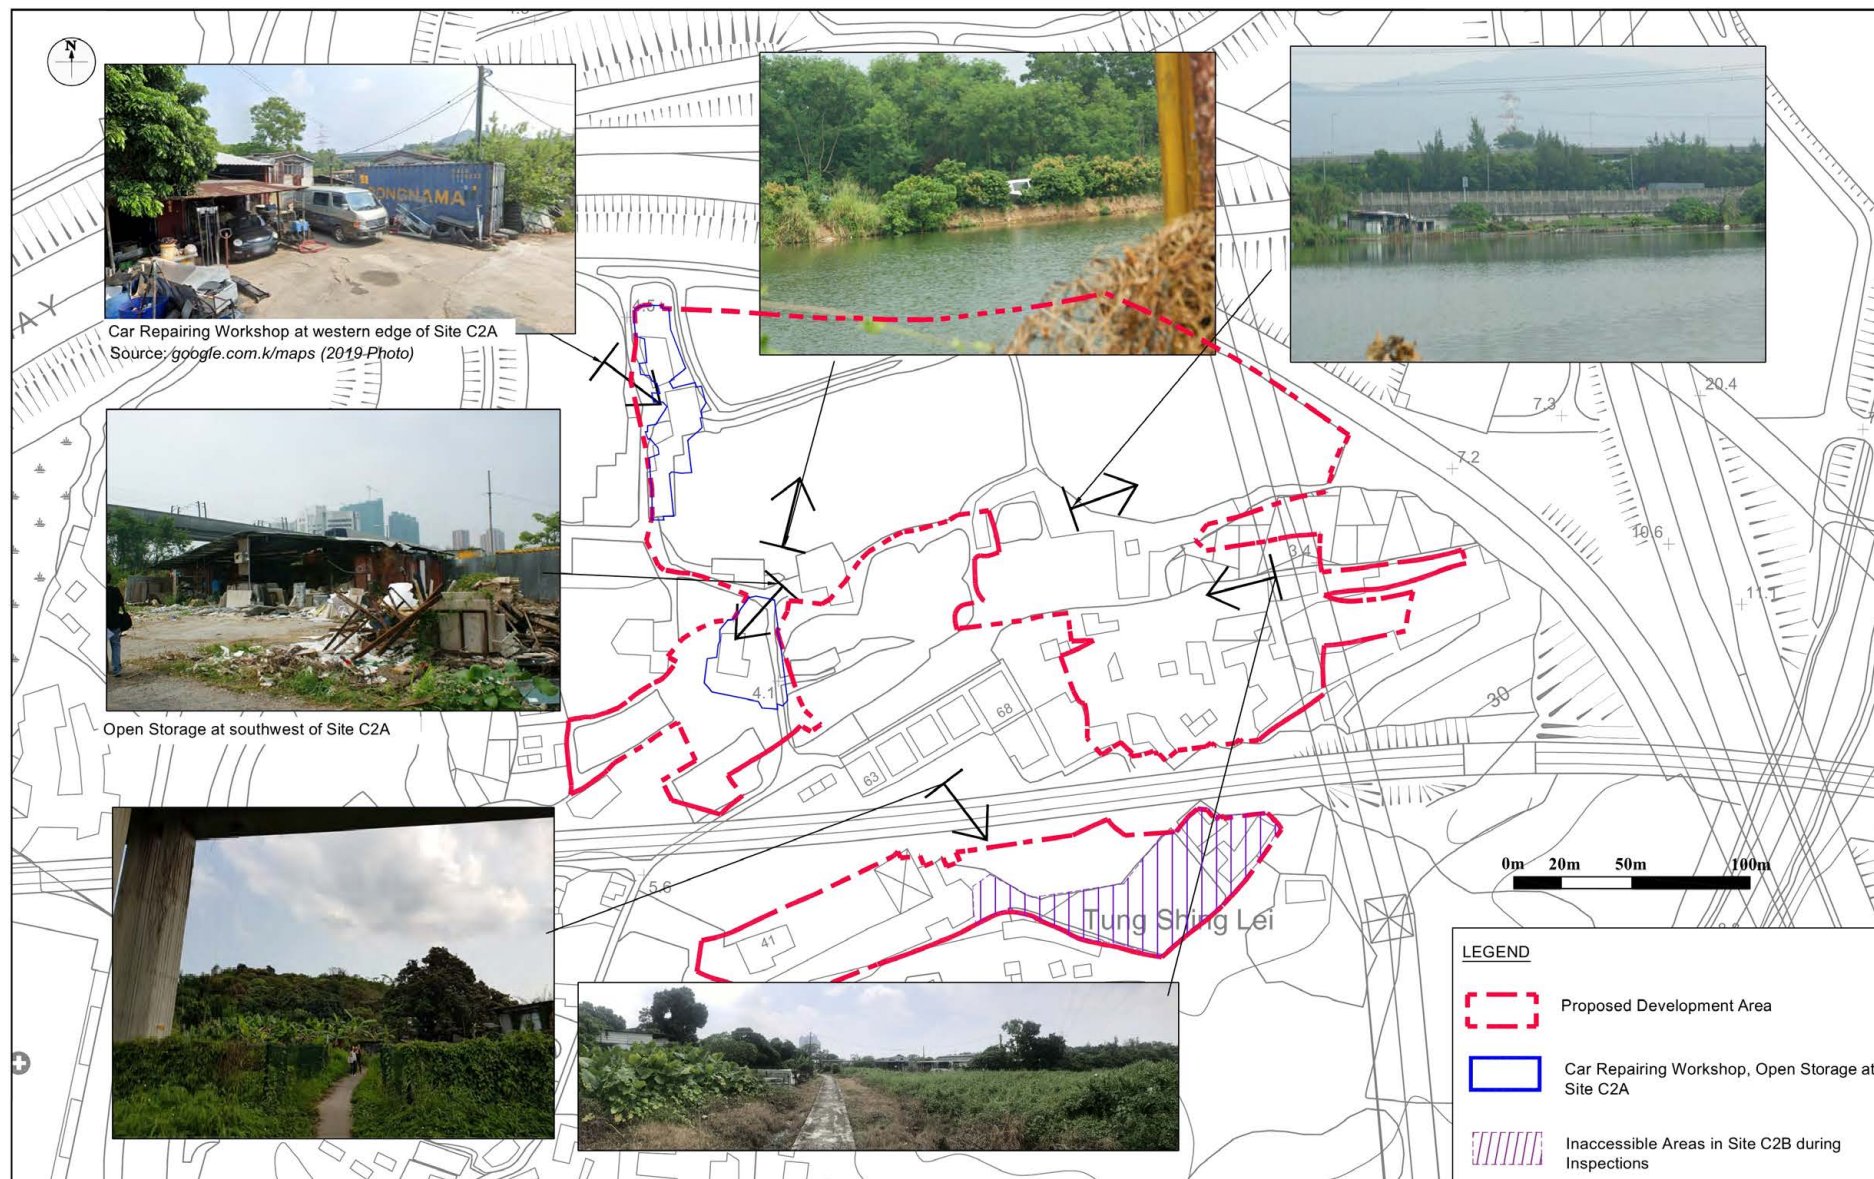 N
AY
4.5
Car Repairing Workshop at western edge of Site C2A
Source: google.com.k/maps (2019 Photo)
20.4
7.3
7.2
10.6
11.1
3.4
Open Storage at southwest of Site C2A
4.1
68
63
30
5.6
41
Tung Shing Lei
0m 20m 50m 100m
LEGEND
Proposed Development Area
Car Repairing Workshop, Open Storage at
Site C2A
Inaccessible Areas in Site C2B during
Inspections